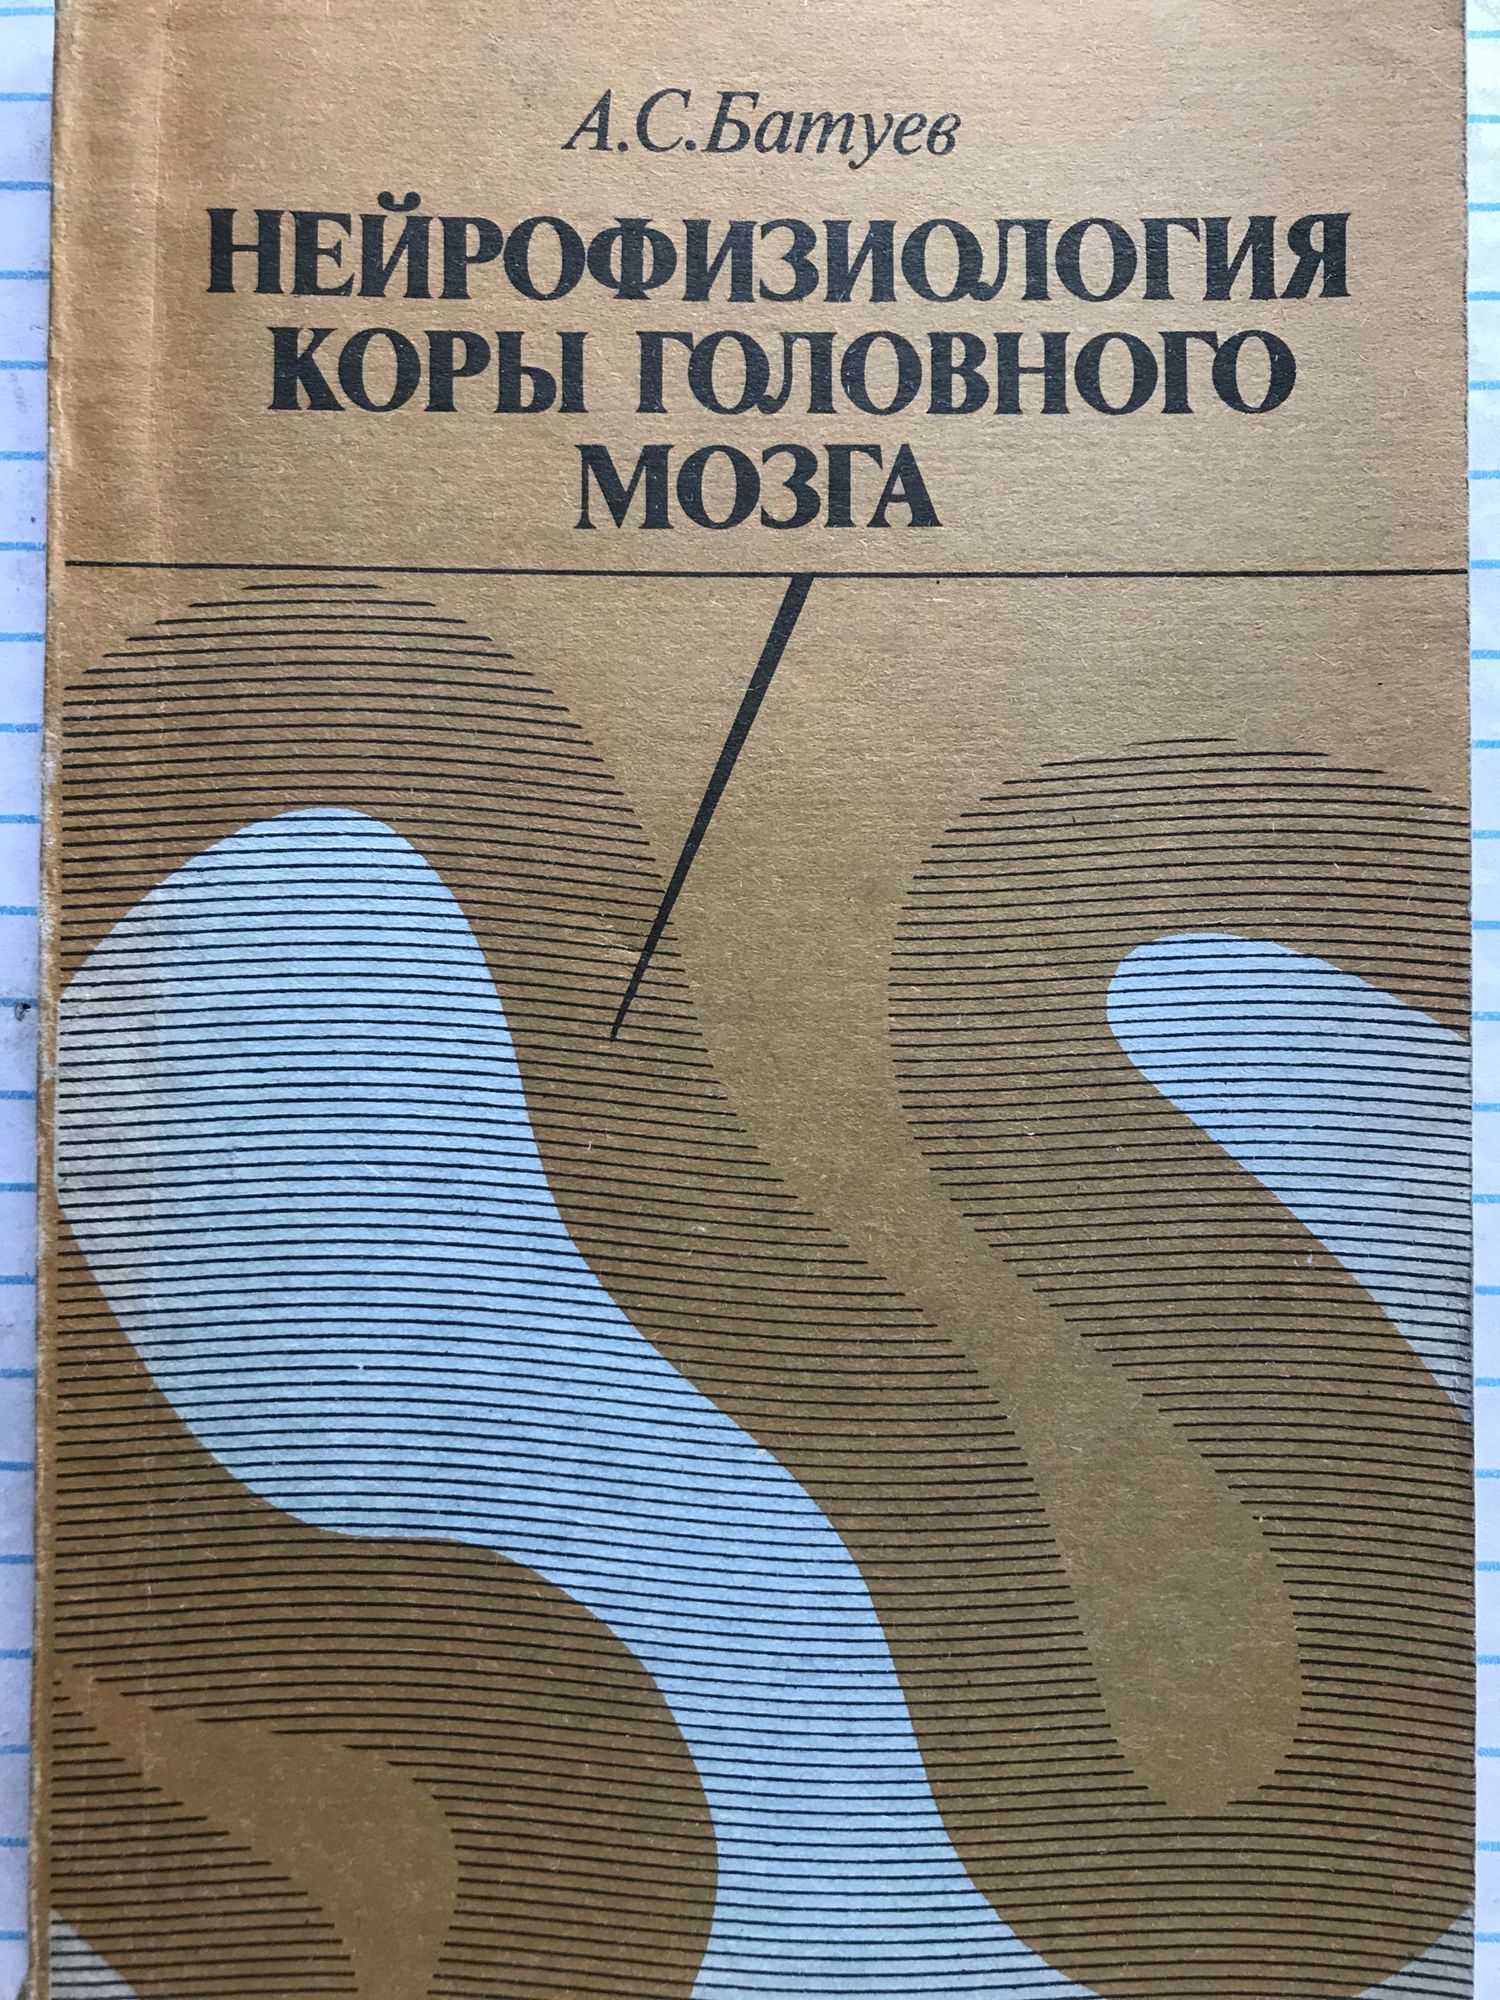 А.С.Батуев
НЕЙРОФИЗИОЛОГИЯ
КОРЫ ГОЛОВНОГО
МОЗГА